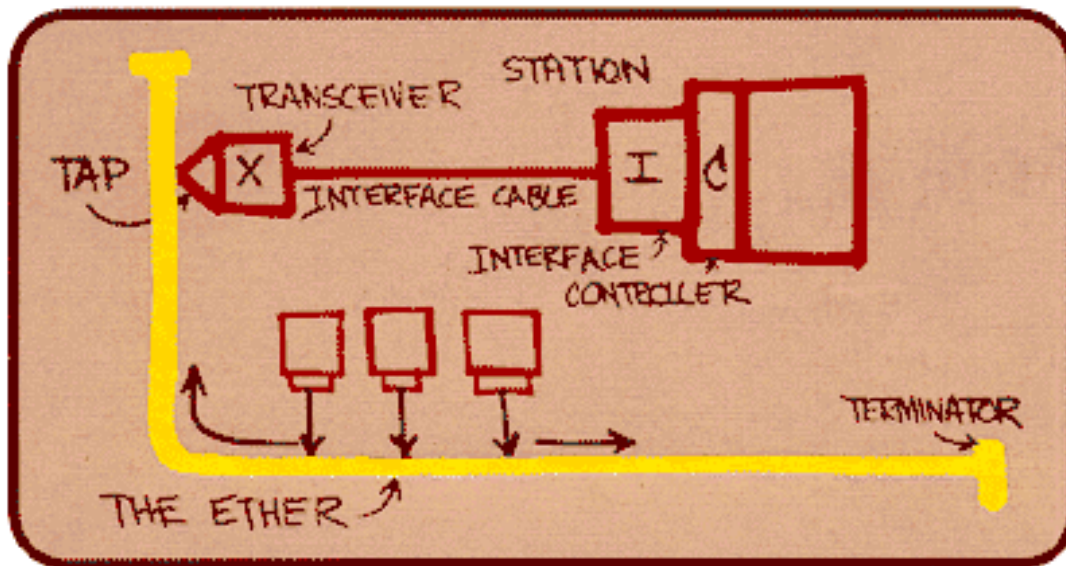 STATION
TRANSCEIVER
TAP
X
I
C
INTERFACE CABLE
INTERFACE
CONTROLLER
TERMINATOR
THE ETHER